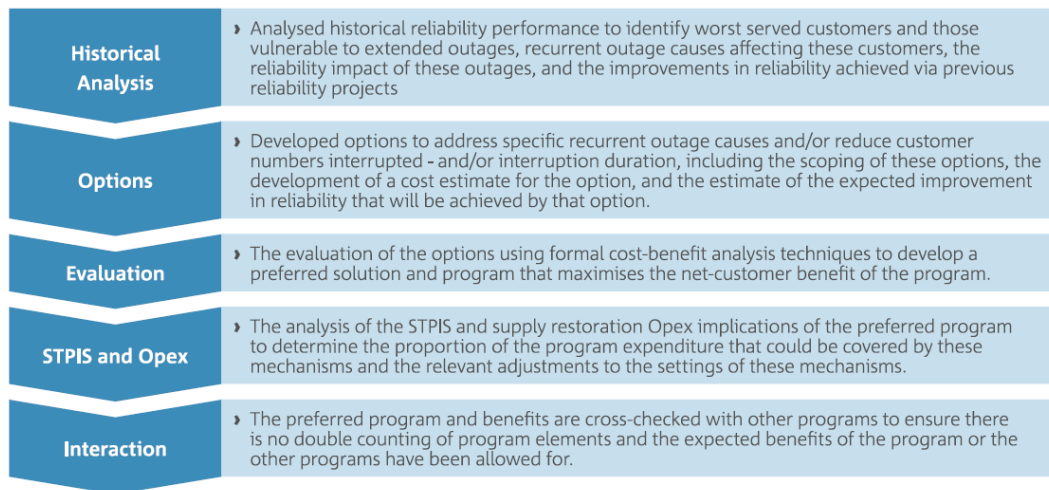 Historical
Analysis
› Analysed historical reliability performance to identify worst served customers and those
vulnerable to extended outages, recurrent outage causes affecting these customers, the
reliability impact of these outages, and the improvements in reliability achieved via previous
reliability projects
Options
› Developed options to address specific recurrent outage causes and/or reduce customer
numbers interrupted - and/or interruption duration, including the scoping of these options, the
development of a cost estimate for the option, and the estimate of the expected improvement
in reliability that will be achieved by that option.
Evaluation
› The evaluation of the options using formal cost-benefit analysis techniques to develop a
preferred solution and program that maximises the net-customer benefit of the program.
STPIS and Opex
› The analysis of the STPIS and supply restoration Opex implications of the preferred program
to determine the proportion of the program expenditure that could be covered by these
mechanisms and the relevant adjustments to the settings of these mechanisms.
Interaction
› The preferred program and benefits are cross-checked with other programs to ensure there
is no double counting of program elements and the expected benefits of the program or the
other programs have been allowed for.